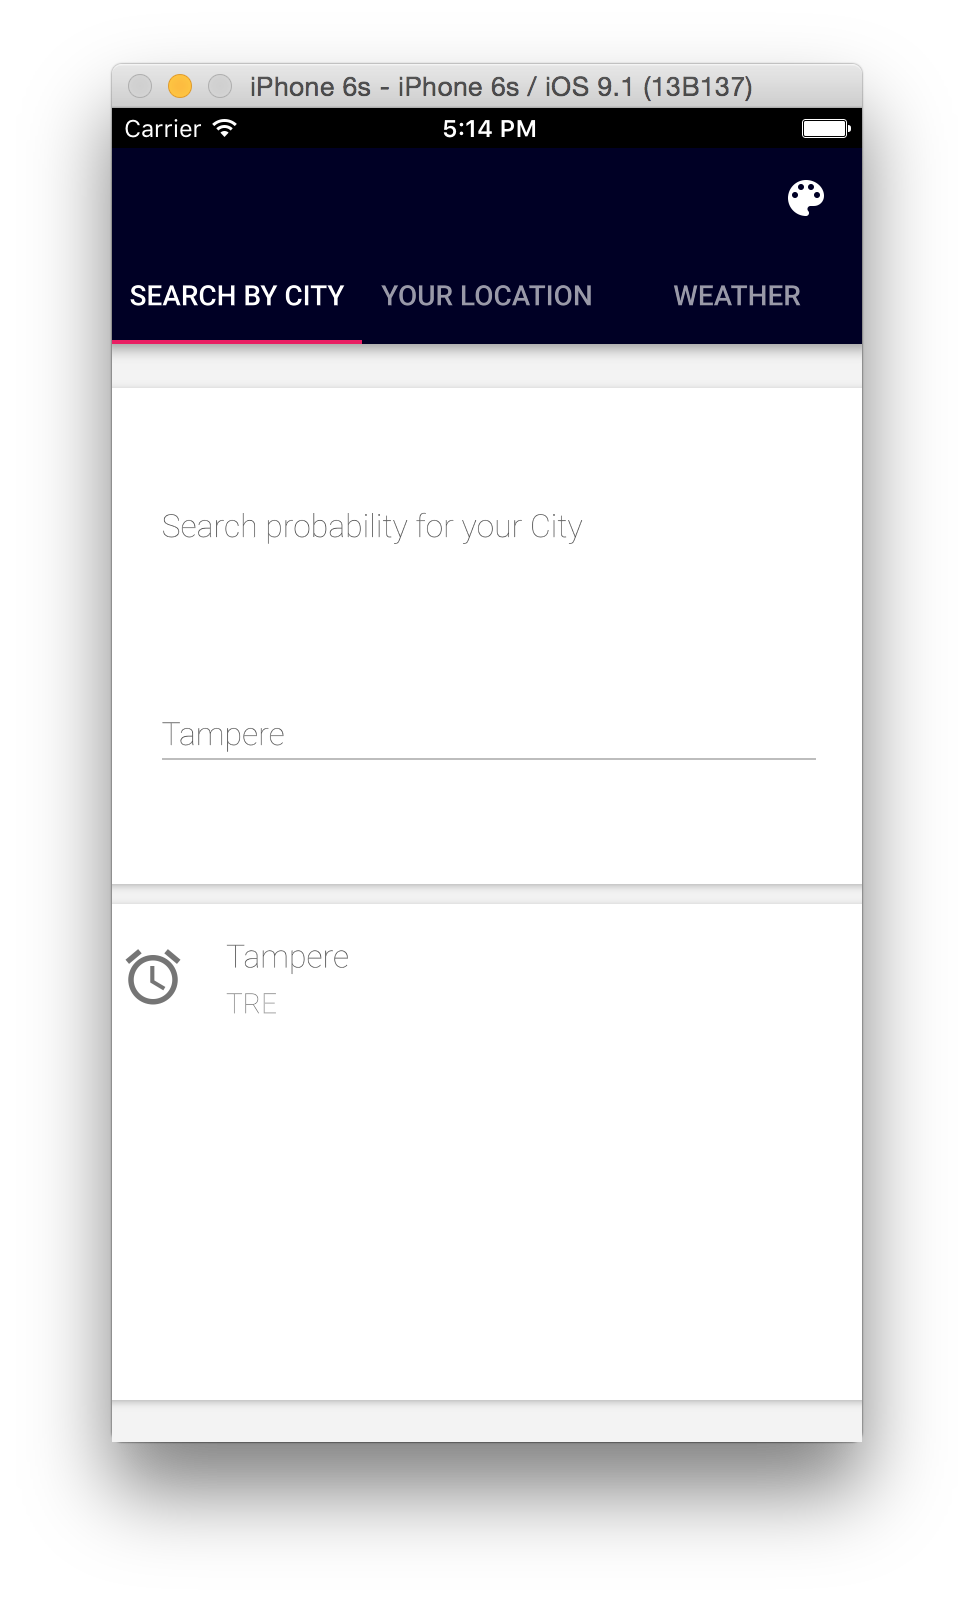 iPhone 6s - iPhone 6s / iOS 9.1 (13B137)
Carrier 5:14 PM
SEARCH BY CITY YOUR LOCATION WEATHER
Search probability for your City
Tampere
Tampere
TRE